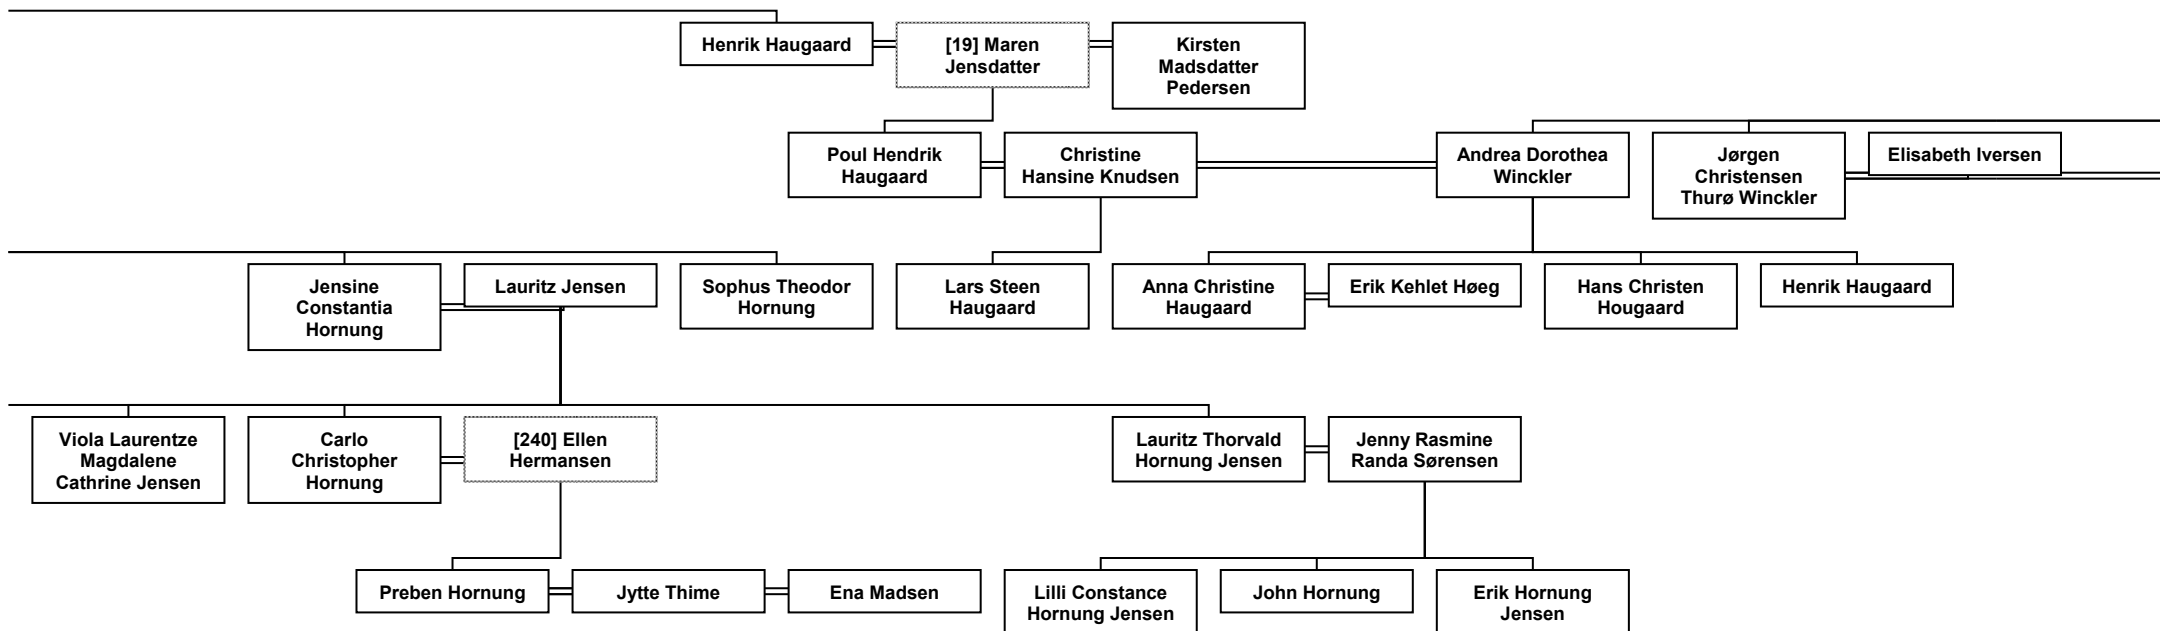 Henrik Haugaard
[19] Maren
Jensdatter
Kirsten
Madsdatter
Pedersen
Poul Hendrik
Haugaard
Christine
Hansine Knudsen
Andrea Dorothea
Winckler
Jørgen
Christensen
Thurø Winckler
Elisabeth Iversen
Jensine
Constantia
Hornung
Lauritz Jensen
Sophus Theodor
Hornung
Lars Steen
Haugaard
Anna Christine
Haugaard
Erik Kehlet Høeg
Hans Christen
Hougaard
Henrik Haugaard
Viola Laurentze
Magdalene
Cathrine Jensen
Carlo
Christopher
Hornung
[240] Ellen
Hermansen
Lauritz Thorvald
Hornung Jensen
Jenny Rasmine
Randa Sørensen
Preben Hornung
Jytte Thime
Ena Madsen
Lilli Constance
Hornung Jensen
John Hornung
Erik Hornung
Jensen